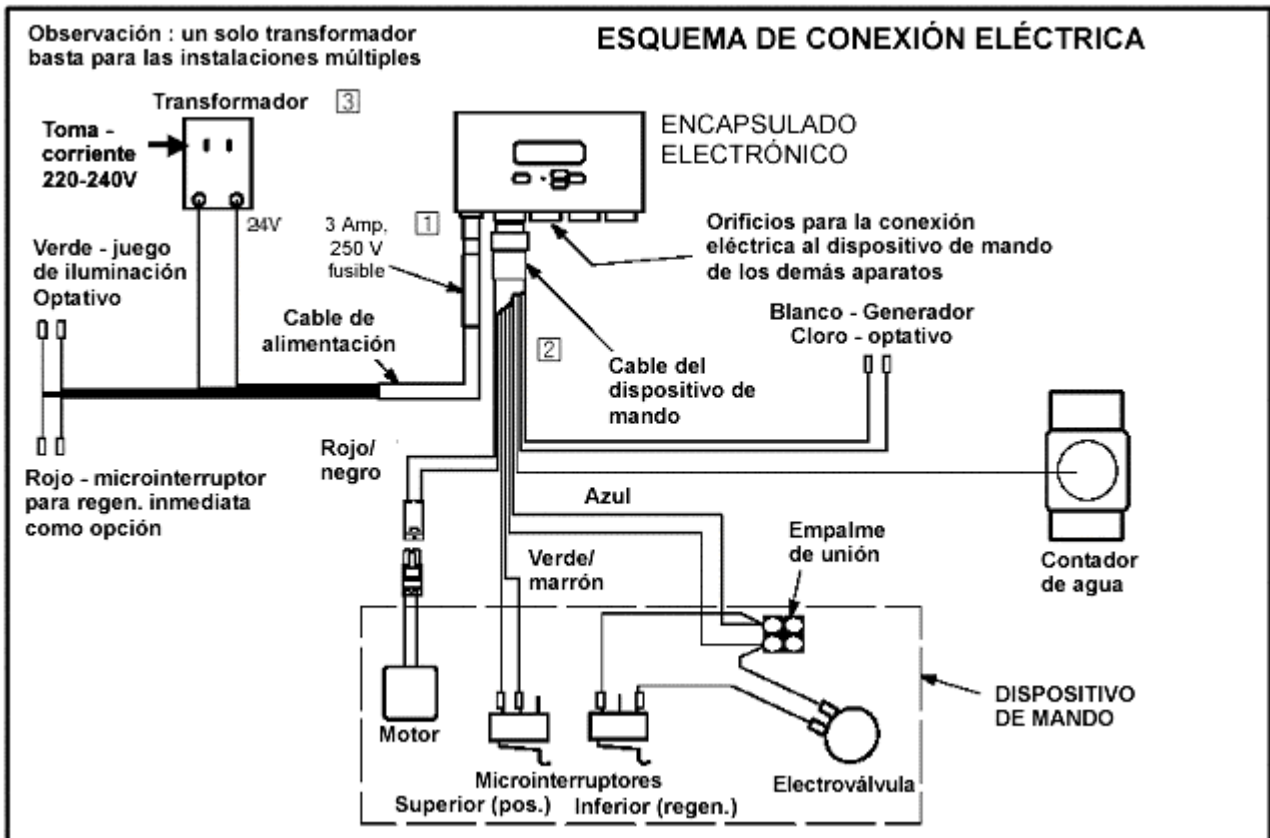 Observación : un solo transformador
basta para las instalaciones múltiples
ESQUEMA DE CONEXIÓN ELÉCTRICA
Transformador 3
Toma -
corriente
220-240V
24V
ENCAPSULADO
ELECTRÓNICO
3 Amp,
250 V
fusible
1
Orificios para la conexión
eléctrica al dispositivo de mando
de los demás aparatos
Verde - juego
de iluminación
Optativo
Cable de
alimentación
2
Cable del
dispositivo de
mando
Blanco - Generador
Cloro - optativo
Rojo - microinterruptor
para regen. inmediata
como opción
Rojo/
negro
Azul
Verde/
marrón
Empalme
de unión
Contador
de agua
Motor
Microinterruptores
Superior (pos.) Inferior (regen.)
Electroválvula
DISPOSITIVO
DE MANDO